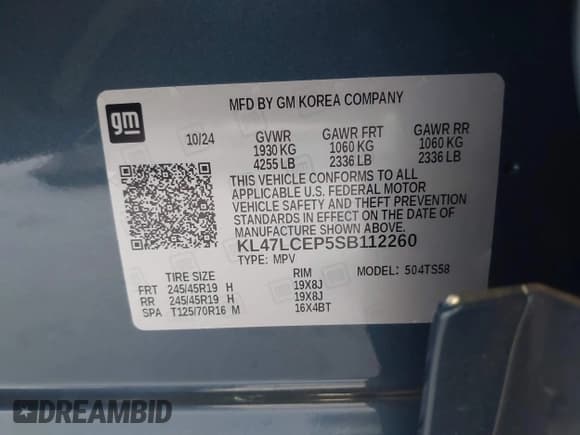 gm
MFD BY GM KOREA COMPANY
10/24 GVWR GAWR FRT GAWR RR
1930 KG 1060 KG 1060 KG
4255 LB 2336 LB 2336 LB
THIS VEHICLE CONFORMS TO ALL
APPLICABLE U.S. FEDERAL MOTOR
VEHICLE SAFETY AND THEFT PREVENTION
STANDARDS IN EFFECT ON THE DATE OF
MANUFACTURE SHOWN ABOVE.
KL47LCEP5SB112260
TYPE: MPV MODEL: 504TS58
TIRE SIZE RIM
FRT 245/45R19 H 19X8J
RR 245/45R19 H 19X8J
SPA T125/70R16 M 16X4BT
DREAMBID